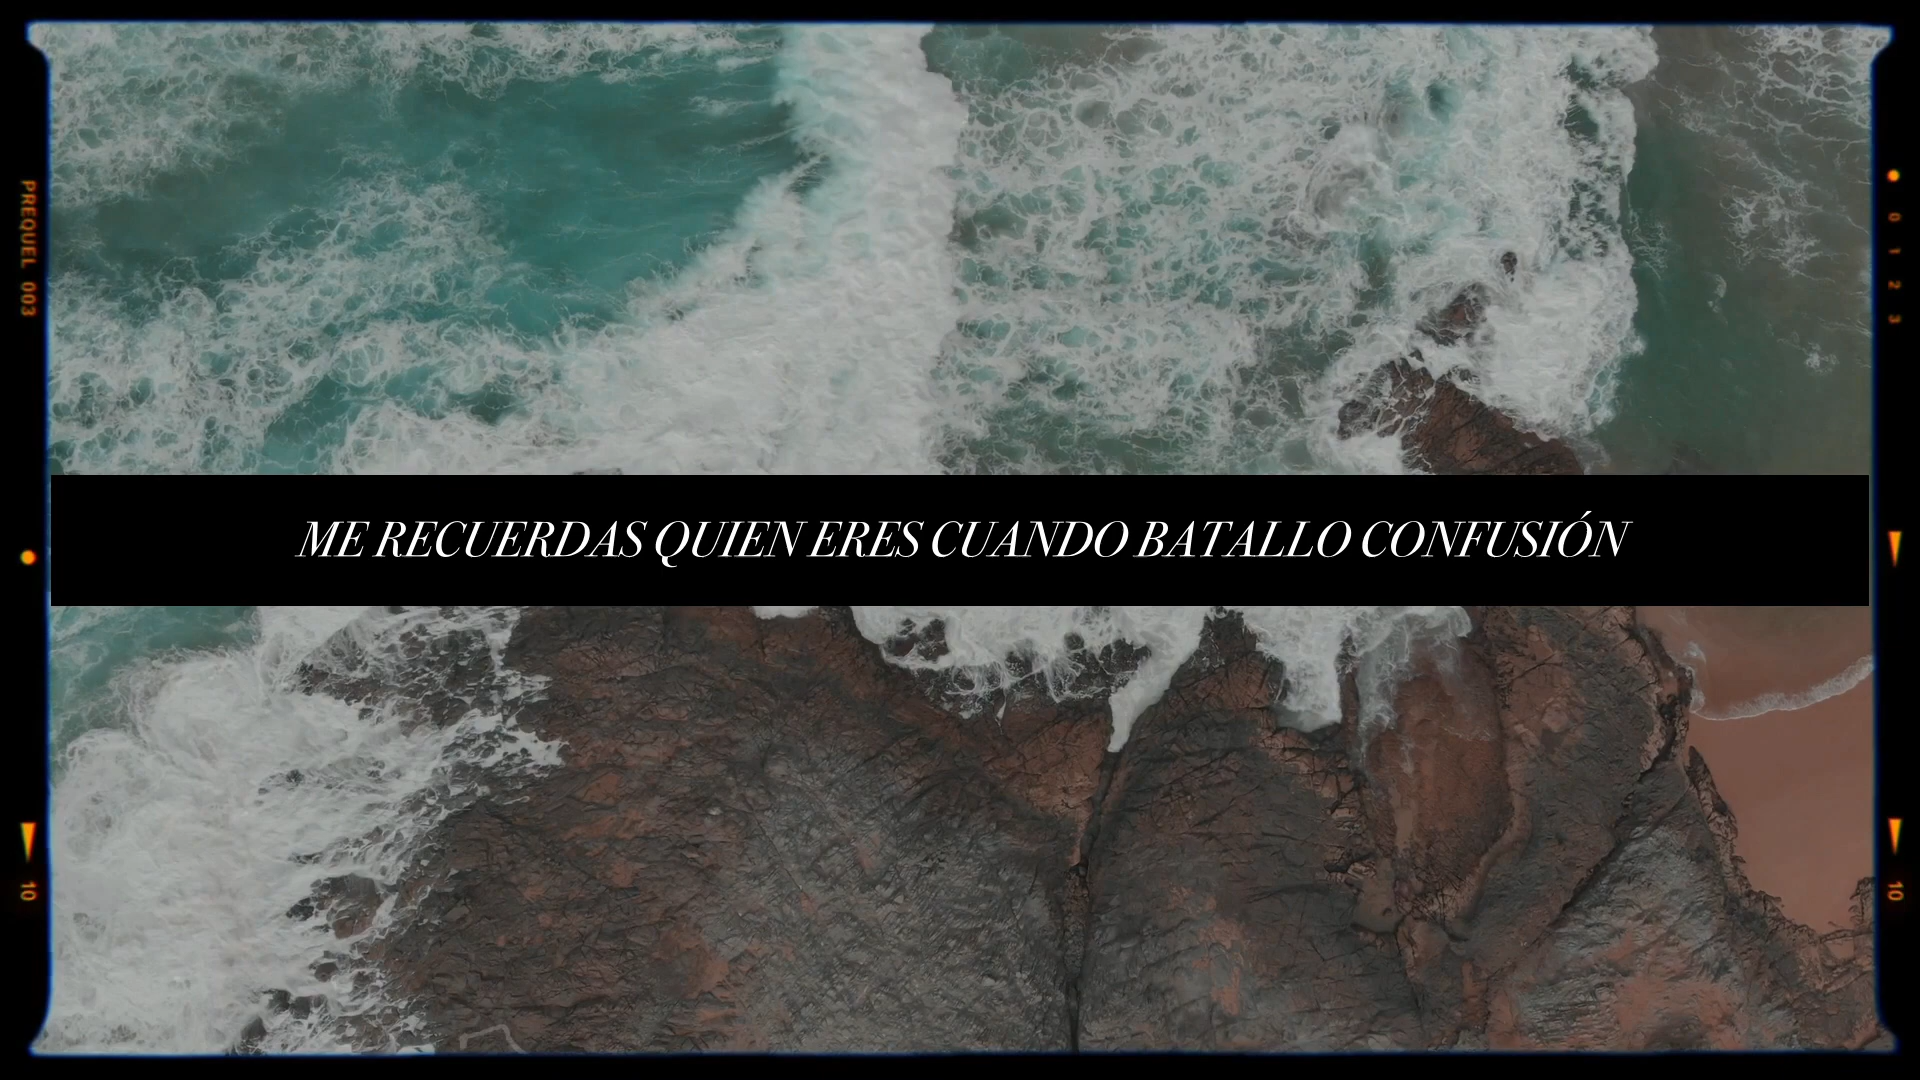 PREQUEL 003
0 1 2 3
ME RECUERDAS QUIEN ERES CUANDO BATALLO CONFUSIÓN
10
10